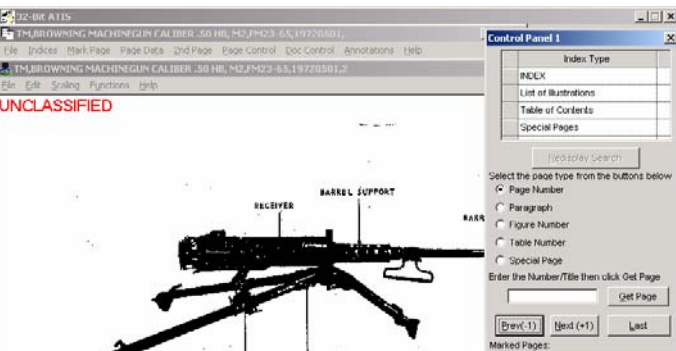 32-Bit ATIS
TM,BROWNING MACHINEGUN CALIBER .50 HB, M2,FM23-65,19720501,
File Indices Mark Page Page Data 2nd Page Page Control Doc Control Annotations Help
TM,BROWNING MACHINEGUN CALIBER .50 HB, M2,FM23-65,19720501,2
File Edit Scaling Functions Help
UNCLASSIFIED
BARREL SUPPORT
RECEIVER
BARR
Control Panel 1
Index Type
INDEX
List of Illustrations
Table of Contents
Special Pages
Redisplay Search
Select the page type from the buttons below
Page Number
Paragraph
Figure Number
Table Number
Special Page
Enter the Number/Title then click Get Page
Get Page
Prev(-1) Next (+1) Last
Marked Pages: